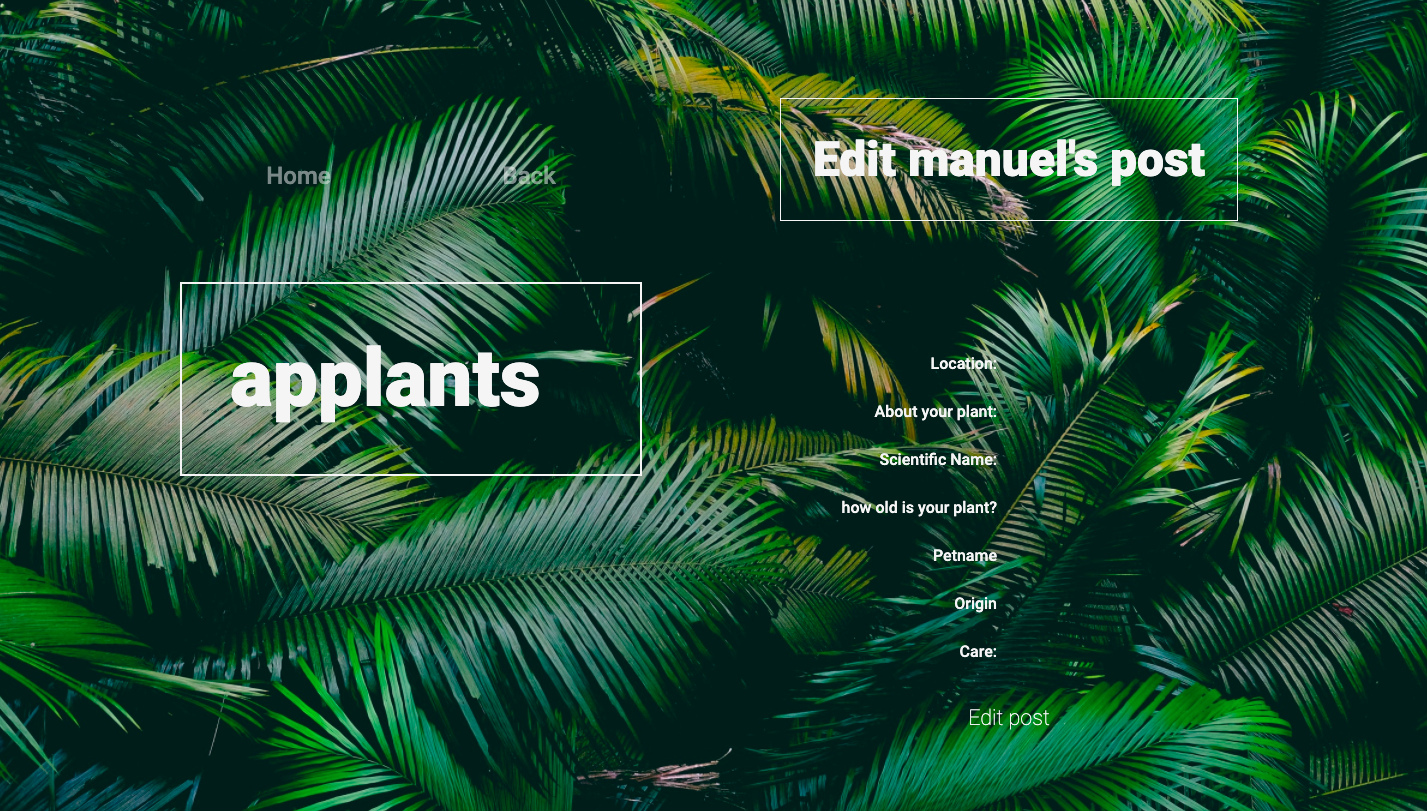 Home
Back
applants
Edit manuel's post
Location:
About your plant:
Scientific Name:
how old is your plant?
Petname
Origin
Care:
Edit post